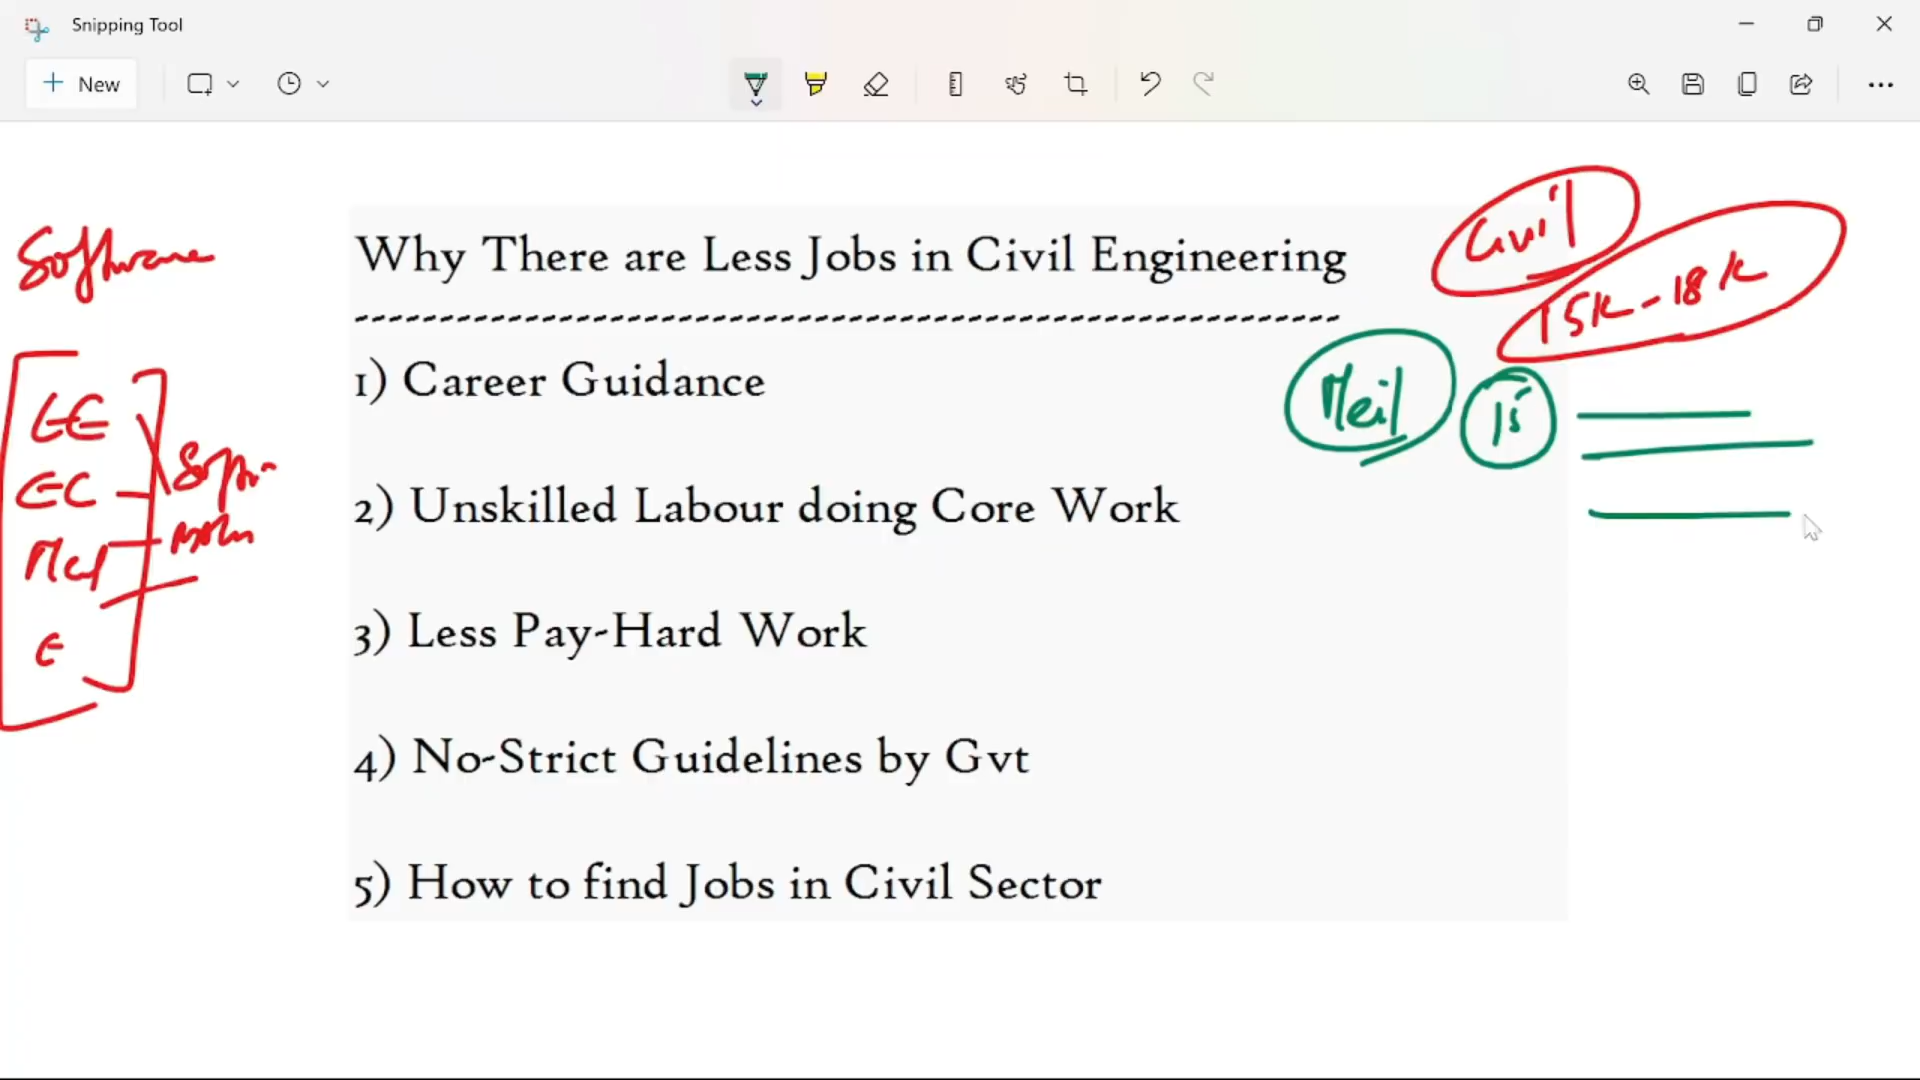 Snipping Tool
New
Software
Civil
15k-18k
Why There are Less Jobs in Civil Engineering
-------------------------------------------------------
1) Career Guidance
Meil
15
EE
EC
2) Unskilled Labour doing Core Work
E
3) Less Pay-Hard Work
4) No-Strict Guidelines by Gvt
5) How to find Jobs in Civil Sector